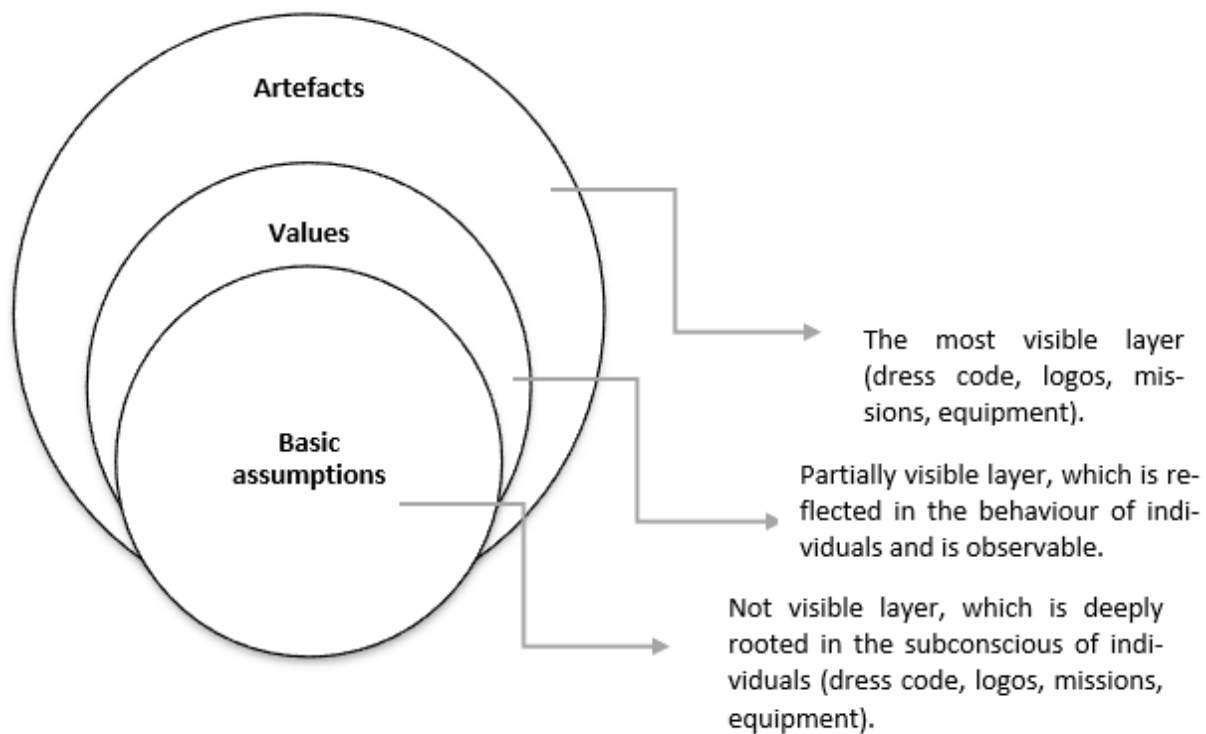 Artefacts
Values
Basic
assumptions
The most visible layer
(dress code, logos, mis-
sions, equipment).
Partially visible layer, which is re-
flected in the behaviour of indi-
viduals and is observable.
Not visible layer, which is deeply
rooted in the subconscious of indi-
viduals (dress code, logos, missions,
equipment).